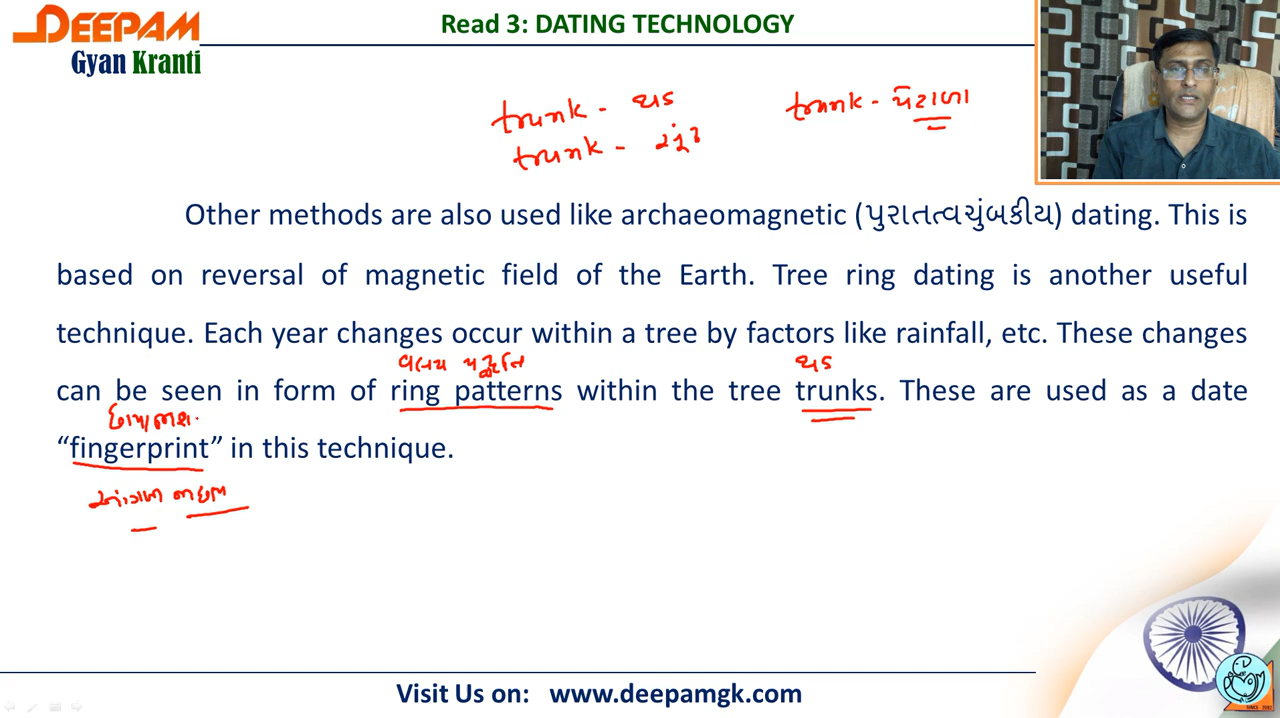 DEEPAM
Gyan Kranti
Read 3: DATING TECHNOLOGY
trunk - થડ
trunk - સૂંઢ
trunk - પટારા
Other methods are also used like archaeomagnetic (પુરાતત્વચુંબકીય) dating. This is
based on reversal of magnetic field of the Earth. Tree ring dating is another useful
technique. Each year changes occur within a tree by factors like rainfall, etc. These changes
વલય પદ્ધતિ થડ
can be seen in form of ring patterns within the tree trunks. These are used as a date
“fingerprint” in this technique.
Visit Us on: www.deepamgk.com